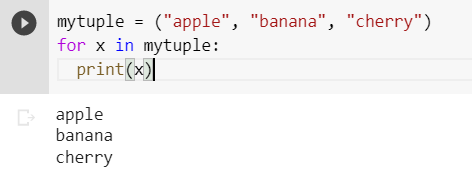 mytuple = ("apple", "banana", "cherry")
for x in mytuple:
  print(x)
apple
banana
cherry